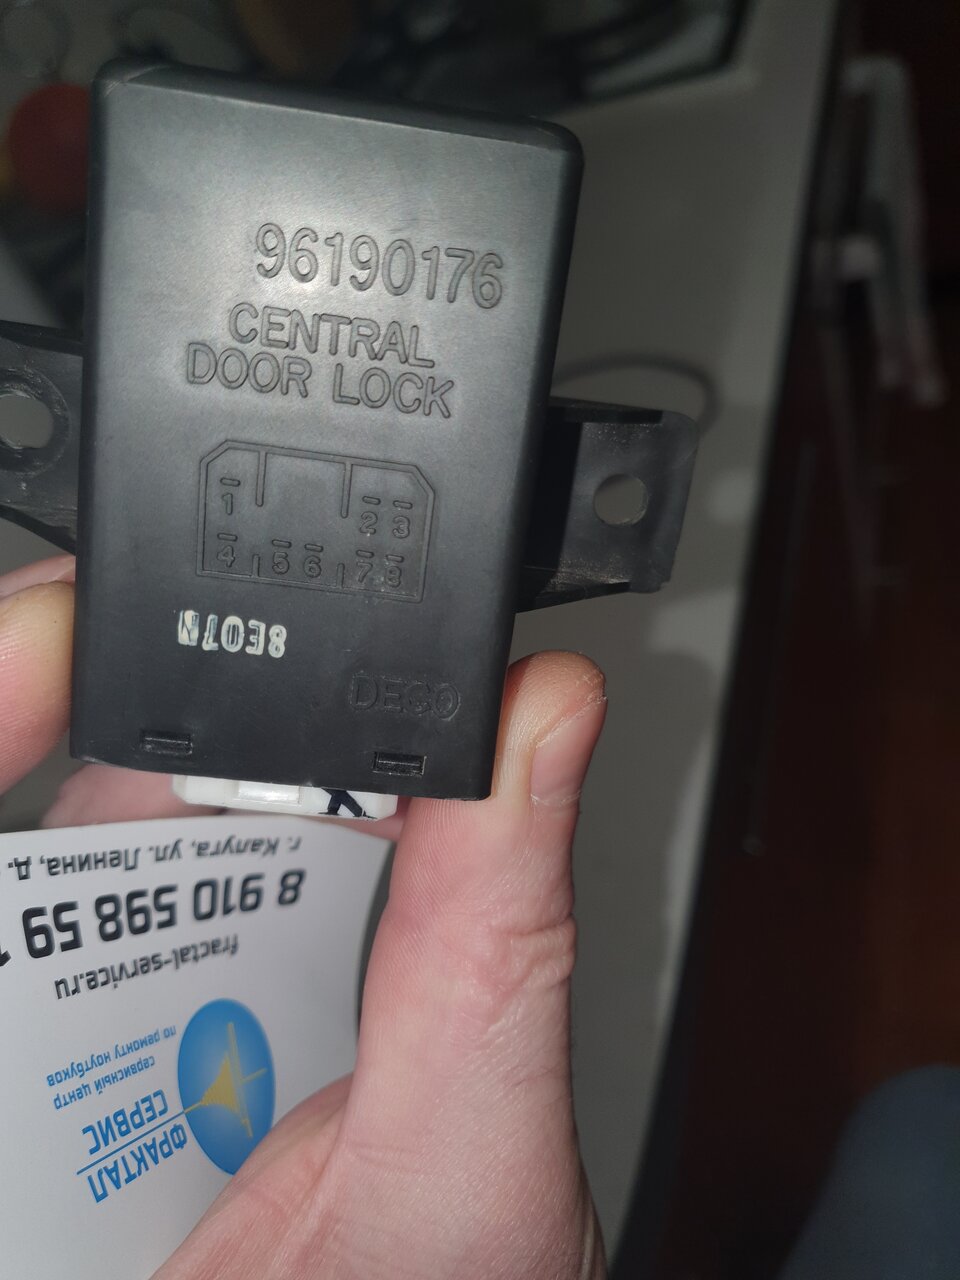 96190176
CENTRAL
DOOR LOCK
1 2 3
4 5 6 7 8
8E07N
г. Калуга, ул. Ленина, д.
8 910 598 59
fractal-service.ru
по ремонту ноутбуков
сервисный центр
ФРАКТАЛ
СЕРВИС